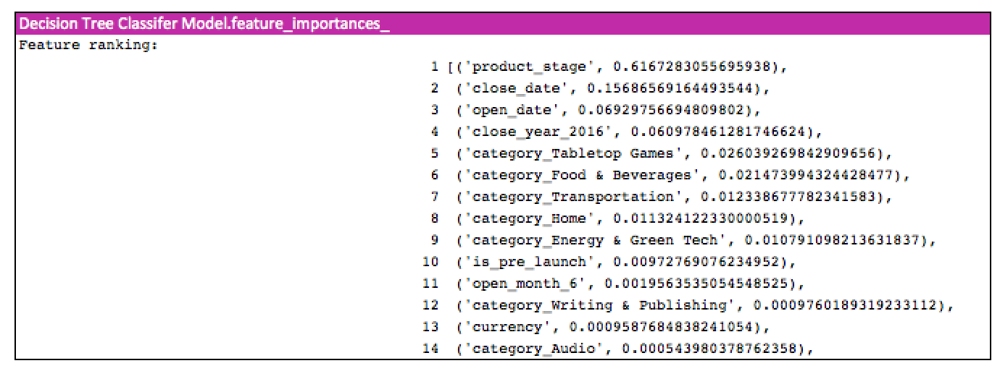 Decision Tree Classifer Model.feature_importances_
Feature ranking:
1 [('product_stage', 0.6167283055695938),
2 ('close_date', 0.15686569164493544),
3 ('open_date', 0.06929756694809802),
4 ('close_year_2016', 0.060978461281746624),
5 ('category_Tabletop Games', 0.026039269842909656),
6 ('category_Food & Beverages', 0.021473994324428477),
7 ('category_Transportation', 0.012338677782341583),
8 ('category_Home', 0.011324122330000519),
9 ('category_Energy & Green Tech', 0.010791098213631837),
10 ('is_pre_launch', 0.00972769076234952),
11 ('open_month_6', 0.0019563535054548525),
12 ('category_Writing & Publishing', 0.0009760189319233112),
13 ('currency', 0.0009587684838241054),
14 ('category_Audio', 0.000543980378762358),